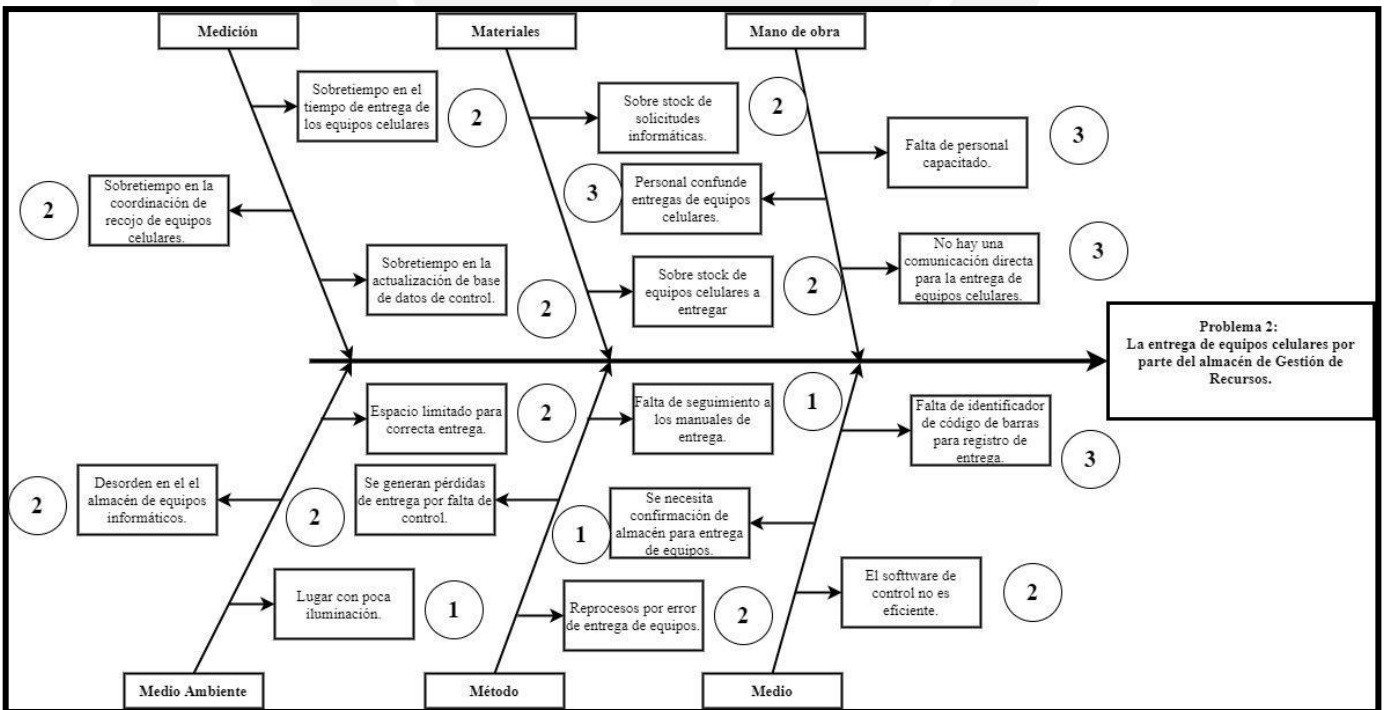 Medición
Materiales
Mano de obra
Sobretiempo en el
tiempo de entrega de
los equipos celulares
2
Sobre stock de
solicitudes
informáticas.
2
Falta de personal
capacitado.
3
2
Sobretiempo en la
coordinación de
recojo de equipos
celulares.
3
Personal confunde
entregas de equipos
celulares.
Sobretiempo en la
actualización de base
de datos de control.
2
Sobre stock de
equipos celulares a
entregar
2
No hay una
comunicación directa
para la entrega de
equipos celulares.
3
Problema 2:
La entrega de equipos celulares por
parte del almacén de Gestión de
Recursos.
Espacio limitado para
correcta entrega.
2
Falta de seguimiento a
los manuales de
entrega.
1
Falta de identificador
de código de barras
para registro de
entrega.
3
2
Desorden en el el
almacén de equipos
informáticos.
2
Se generan pérdidas
de entrega por falta de
control.
1
Se necesita
confirmación de
almacén para entrega
de equipos.
Lugar con poca
iluminación.
1
Reprocesos por error
de entrega de equipos.
2
El softtware de
control no es
eficiente.
2
Medio Ambiente
Método
Medio